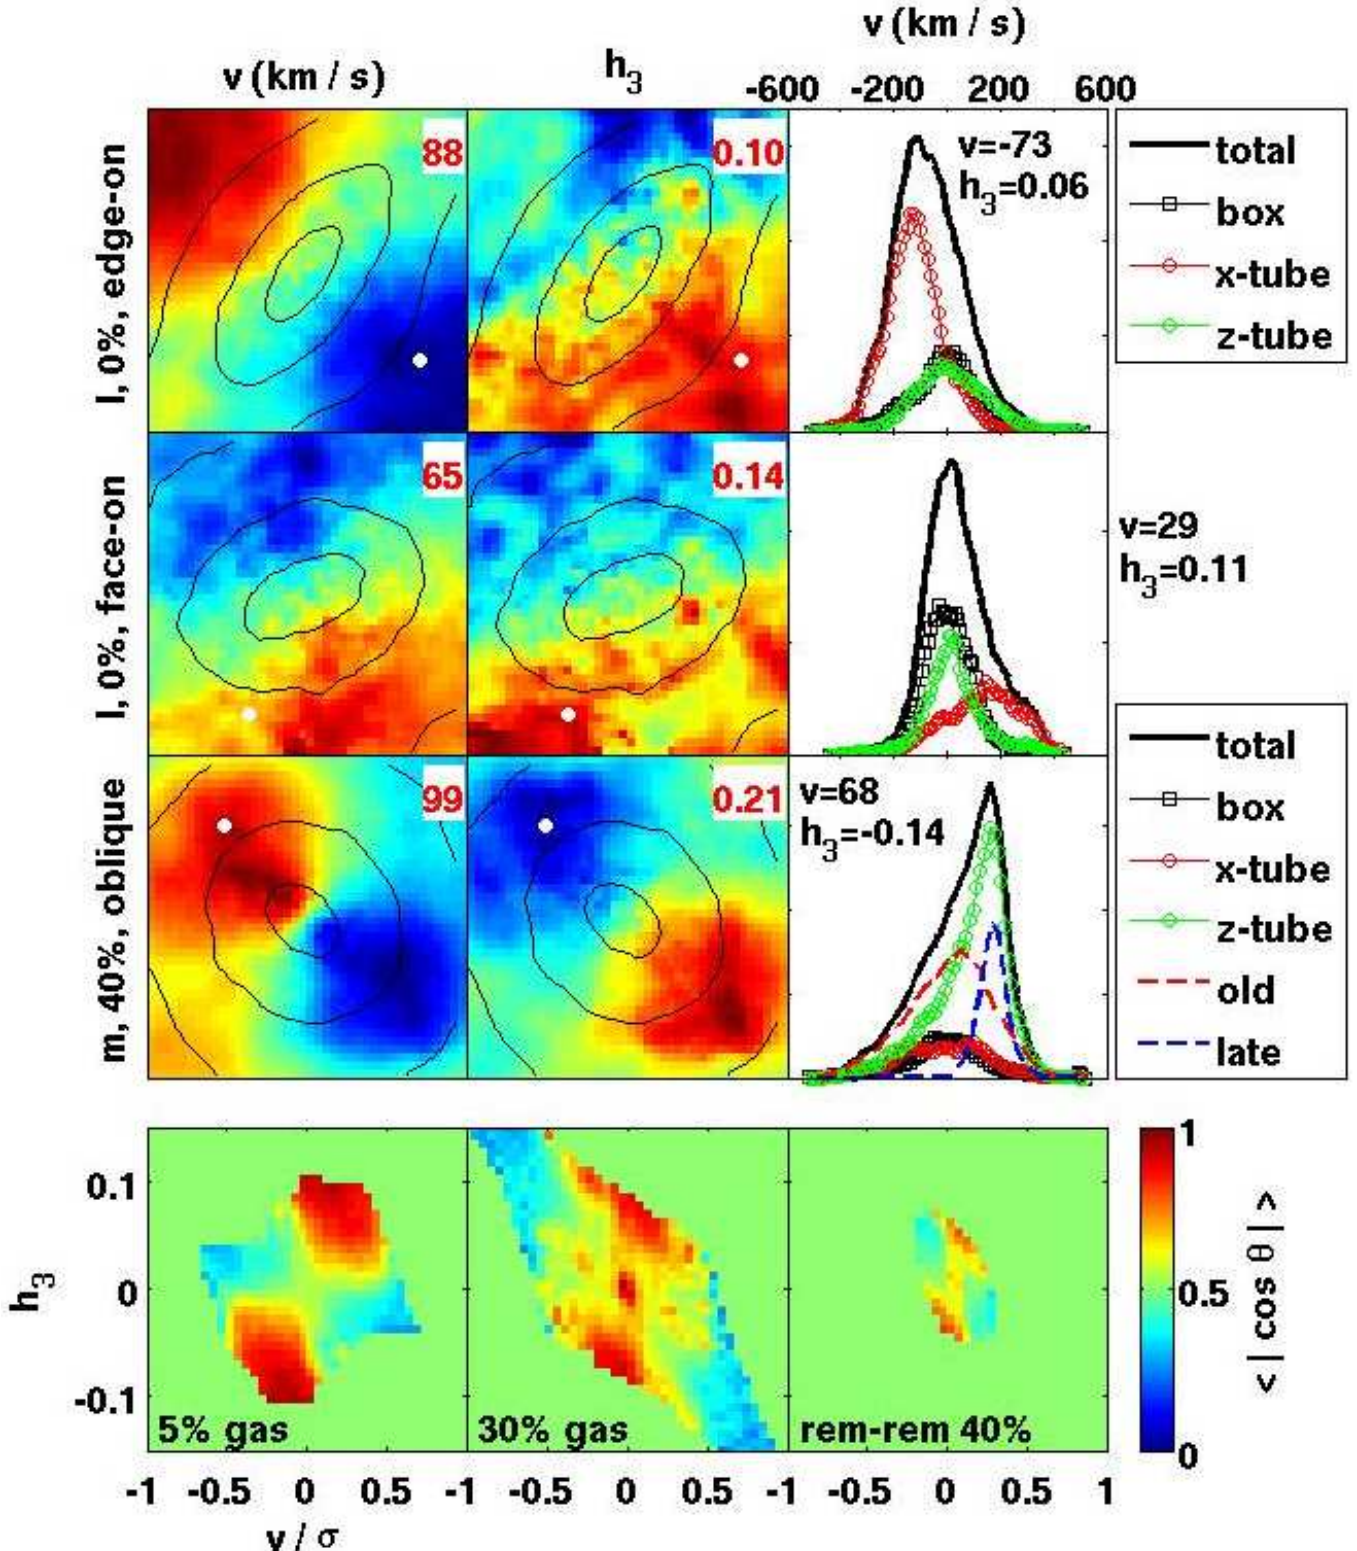 v (km / s)
v (km / s)
h3
-600 -200 200 600
l, 0%, edge-on
88
0.10
v=-73
h3=0.06
total
box
x-tube
z-tube
l, 0%, face-on
65
0.14
v=29
h3=0.11
m, 40%, oblique
99
0.21
v=68
h3=-0.14
total
box
x-tube
z-tube
old
late
h3
0.1
0
-0.1
5% gas
30% gas
rem-rem 40%
1
0.5
0
< | cos θ | >
-1 -0.5 0 0.5 -1 -0.5 0 0.5 -1 -0.5 0 0.5 1
v / σ